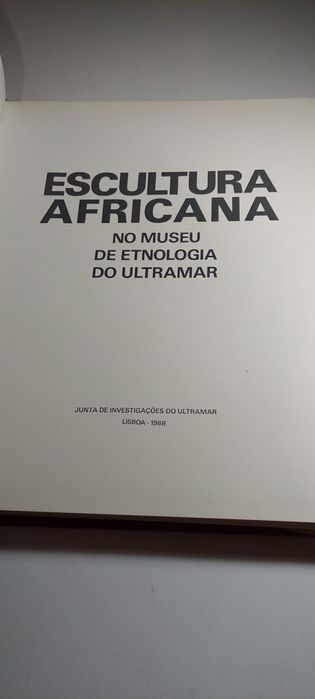 ESCULTURA
AFRICANA
NO MUSEU
DE ETNOLOGIA
DO ULTRAMAR
JUNTA DE INVESTIGAÇÕES DO ULTRAMAR
LISBOA - 1968